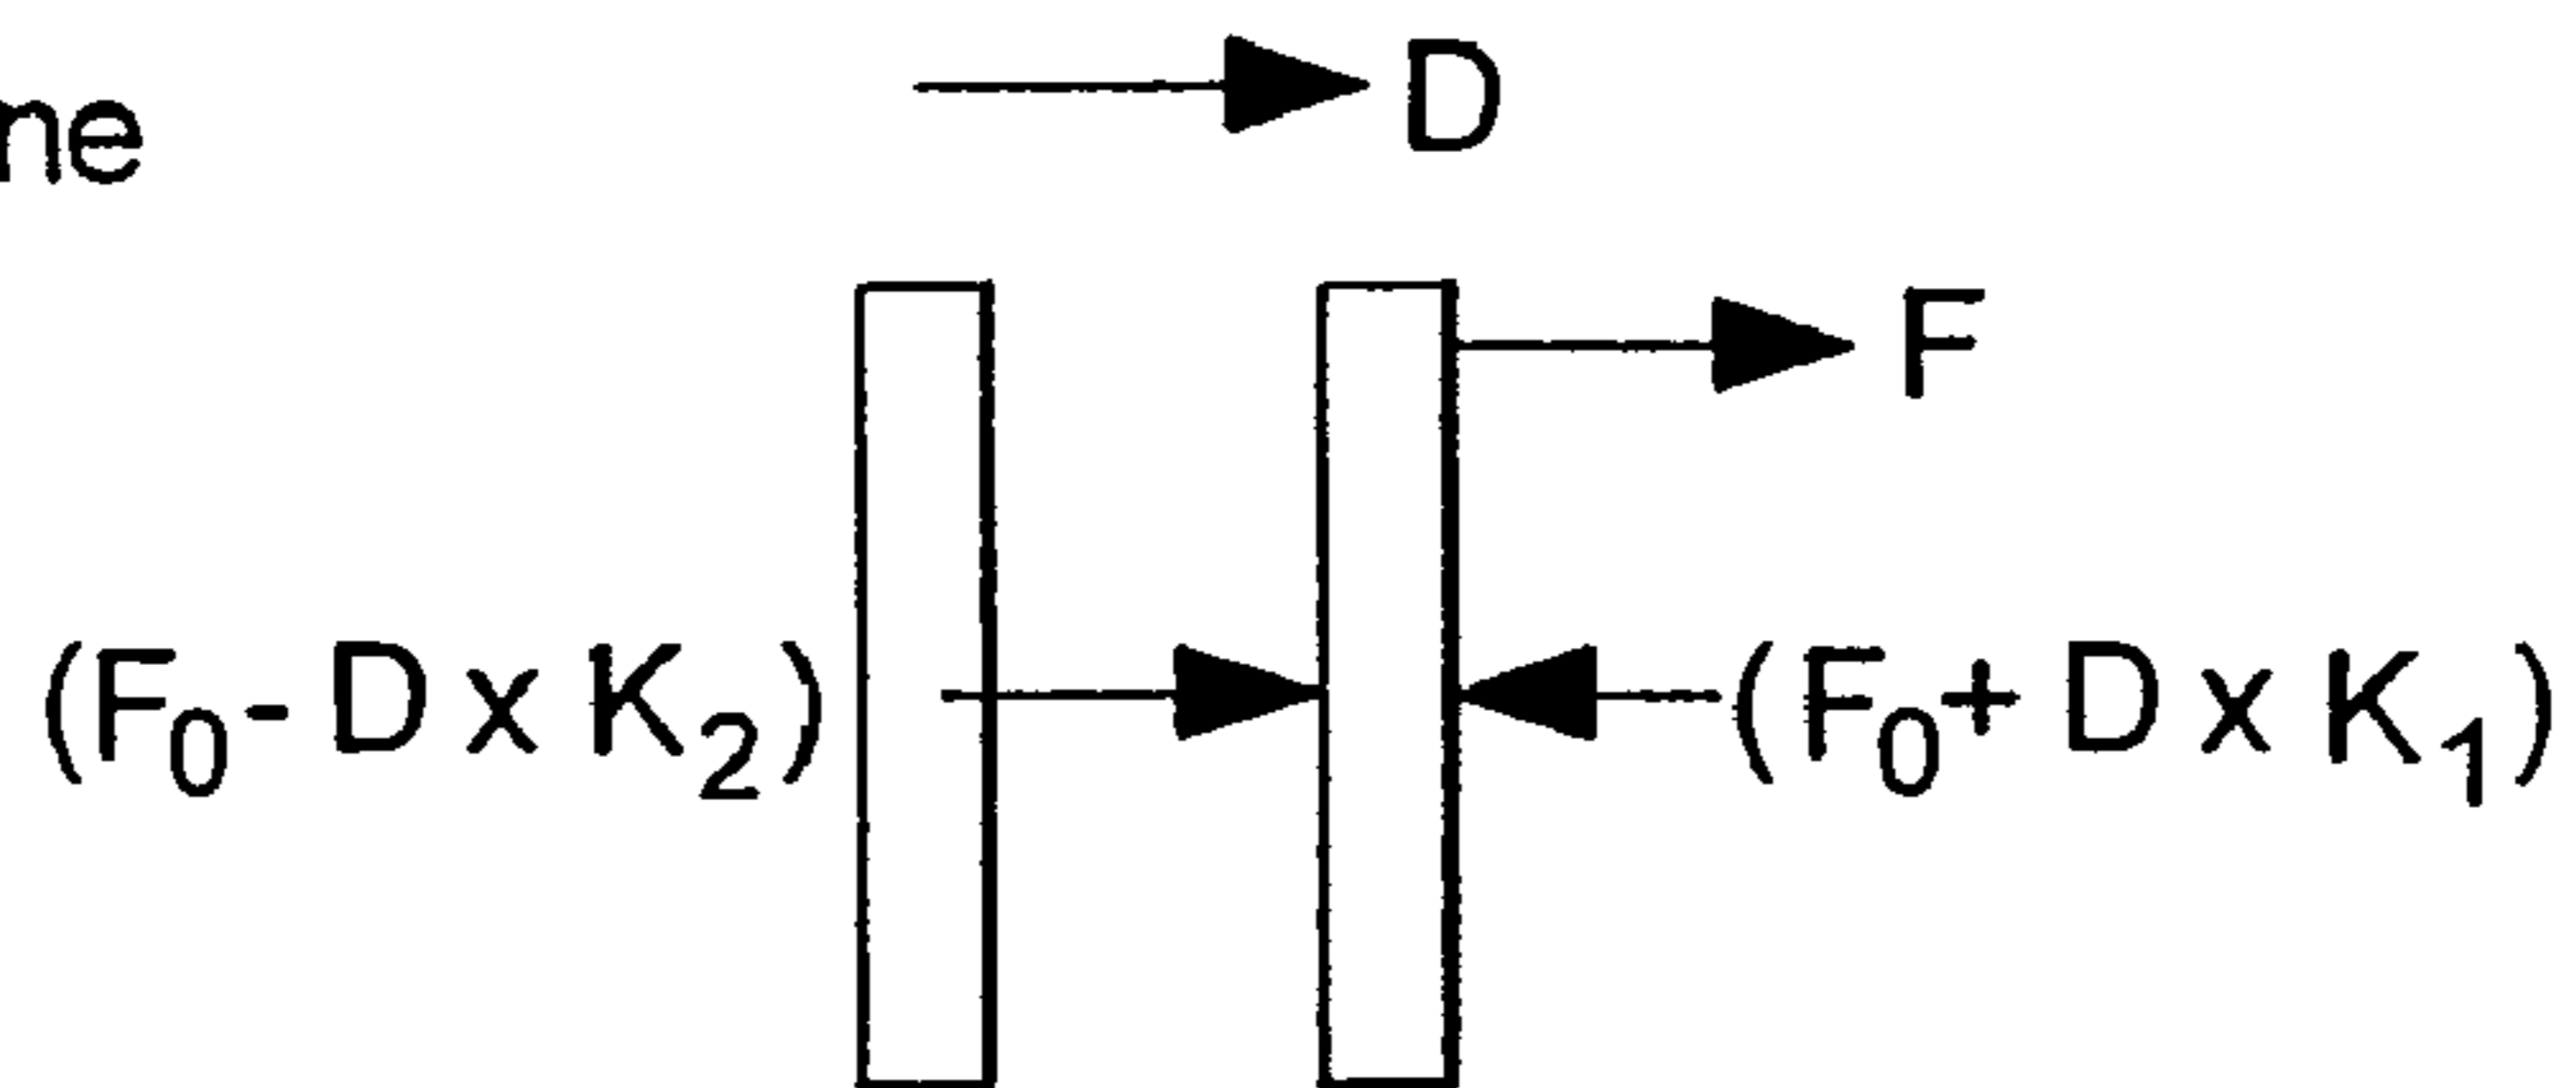 D
ne
F
(F₀- D x K₂) (F₀+ D x K₁)